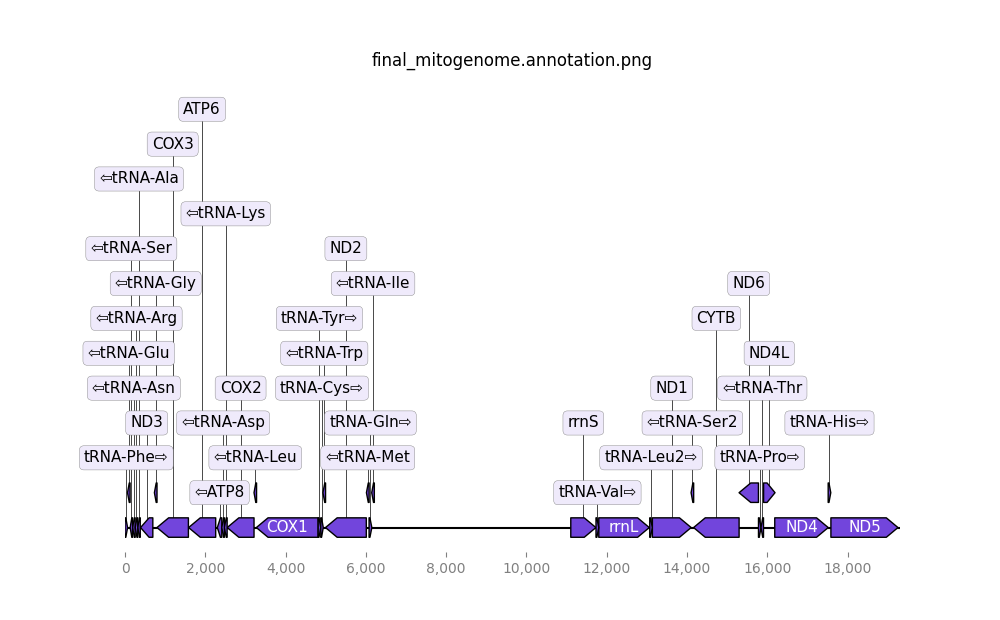 final_mitogenome.annotation.png
ATP6
COX3
⇦tRNA-Ala
⇦tRNA-Lys
⇦tRNA-Ser
ND2
⇦tRNA-Gly
⇦tRNA-Ile
ND6
⇦tRNA-Arg
tRNA-Tyr⇨
CYTB
⇦tRNA-Glu
⇦tRNA-Trp
ND4L
⇦tRNA-Asn
COX2
tRNA-Cys⇨
ND1
⇦tRNA-Thr
ND3
⇦tRNA-Asp
tRNA-Gln⇨
rrnS
⇦tRNA-Ser2
tRNA-His⇨
tRNA-Phe⇨
⇦tRNA-Leu
⇦tRNA-Met
tRNA-Leu2⇨
tRNA-Pro⇨
⇦ATP8
tRNA-Val⇨
COX1
rrnL
ND4
ND5
0
2,000
4,000
6,000
8,000
10,000
12,000
14,000
16,000
18,000